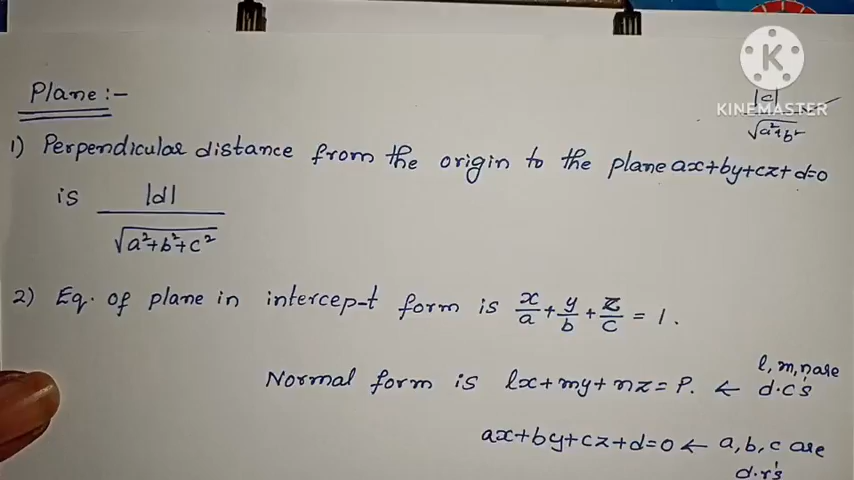 Plane:-
|c|
√a²+b²
KINEMASTER
1) Perpendicular distance from the origin to the plane ax+by+cz+d=0
is |d|
√a²+b²+c²
2) Eq. of plane in intercept form is x/a + y/b + z/c = 1.
Normal form is lx+my+nz=P. ← l, m, n are d.c's
ax+by+cz+d=0 ← a, b, c are d.r's